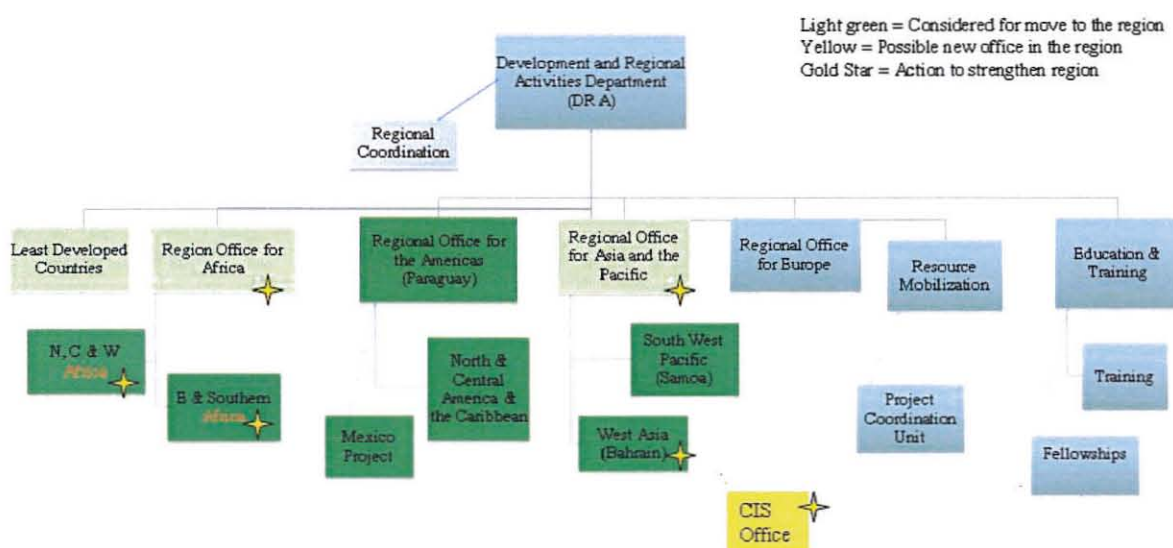 Light green = Considered for move to the region
Yellow = Possible new office in the region
Gold Star = Action to strengthen region
Development and Regional
Activities Department
(DRA)
Regional
Coordination
Least Developed
Countries
Region Office for
Africa
Regional Office for
the Americas
(Paraguay)
Regional Office
for Asia and the
Pacific
Regional Office
for Europe
Resource
Mobilization
Education &
Training
N, C & W
Africa
E & Southern
Africa
North &
Central
America &
the Caribbean
Mexico
Project
South West
Pacific
(Samoa)
West Asia
(Bahrain)
Project
Coordination
Unit
Training
Fellowships
CIS
Office